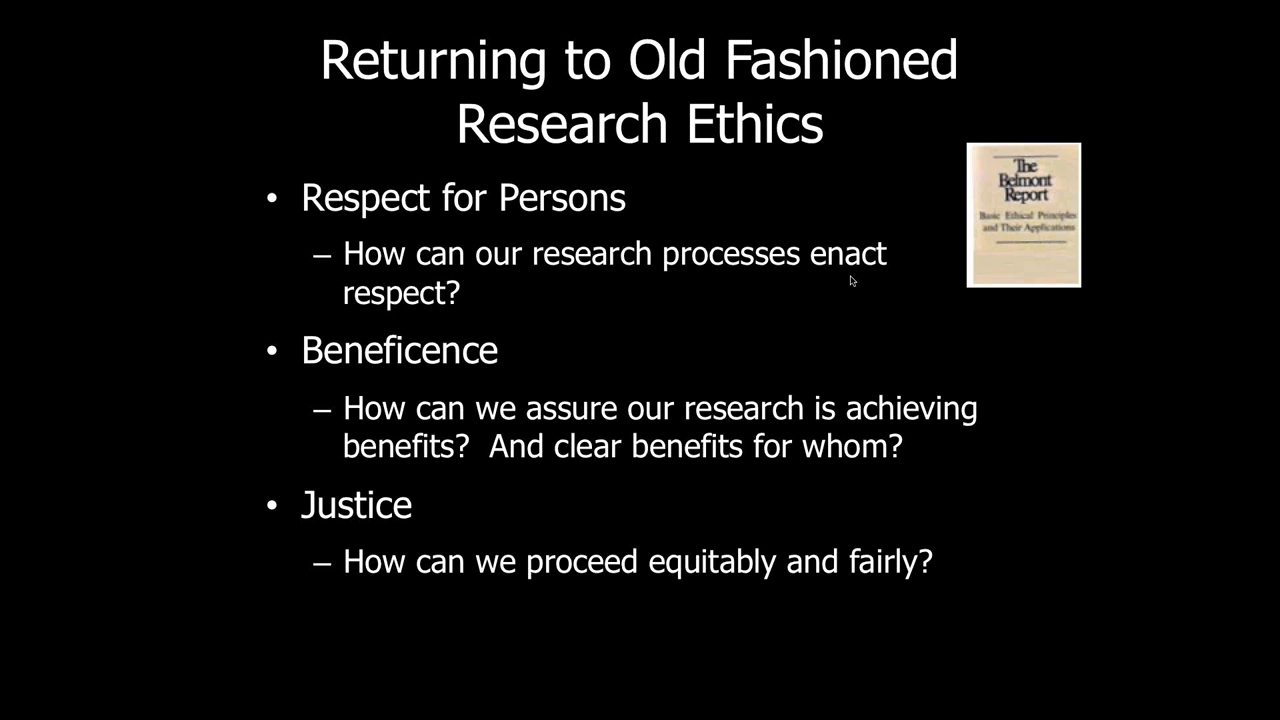 Returning to Old Fashioned
Research Ethics
The
Belmont
Report
Basic Ethical Principles
and Their Applications
• Respect for Persons
– How can our research processes enact
respect?
• Beneficence
– How can we assure our research is achieving
benefits?  And clear benefits for whom?
• Justice
– How can we proceed equitably and fairly?